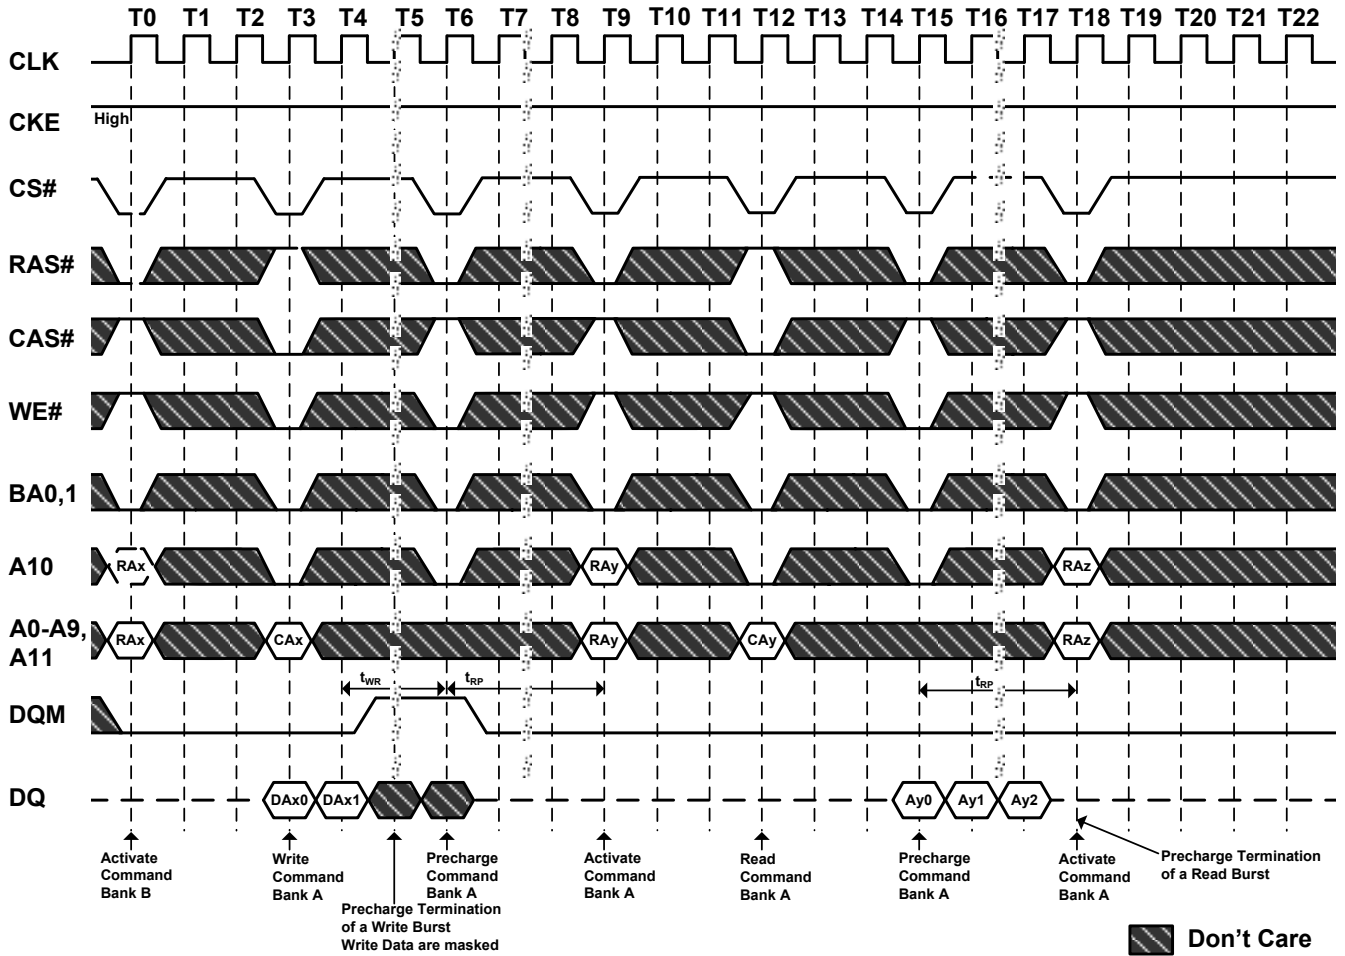 T0 T1 T2 T3 T4 T5 T6 T7 T8 T9 T10 T11 T12 T13 T14 T15 T16 T17 T18 T19 T20 T21 T22
CLK
CKE High
CS#
RAS#
CAS#
WE#
BA0,1
A10 RAx RAy RAz
A0-A9,
A11 RAx CAx RAy CAy RAz
tWR tRP tRP
DQM
DQ DAx0 DAx1 Ay0 Ay1 Ay2
Activate
Command
Bank B
Write
Command
Bank A
Precharge Termination
of a Write Burst
Write Data are masked
Precharge
Command
Bank A
Activate
Command
Bank A
Read
Command
Bank A
Precharge
Command
Bank A
Activate
Command
Bank A
Precharge Termination
of a Read Burst
Don't Care